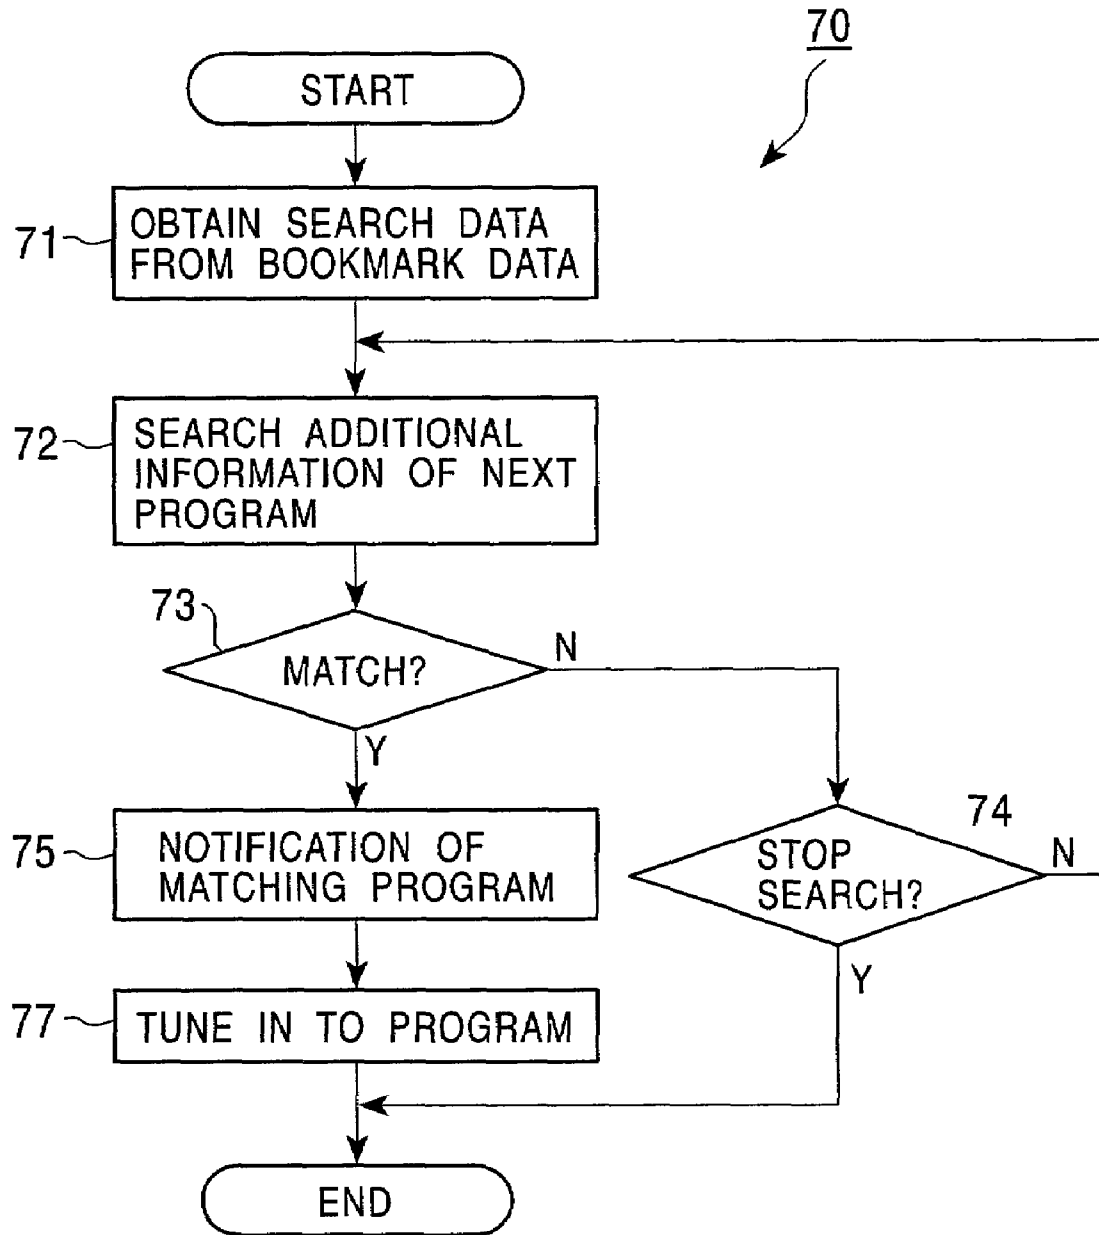 70
START
71
OBTAIN SEARCH DATA
FROM BOOKMARK DATA
72
SEARCH ADDITIONAL
INFORMATION OF NEXT
PROGRAM
73
MATCH?
N
Y
75
NOTIFICATION OF
MATCHING PROGRAM
74
STOP
SEARCH?
N
Y
77
TUNE IN TO PROGRAM
END